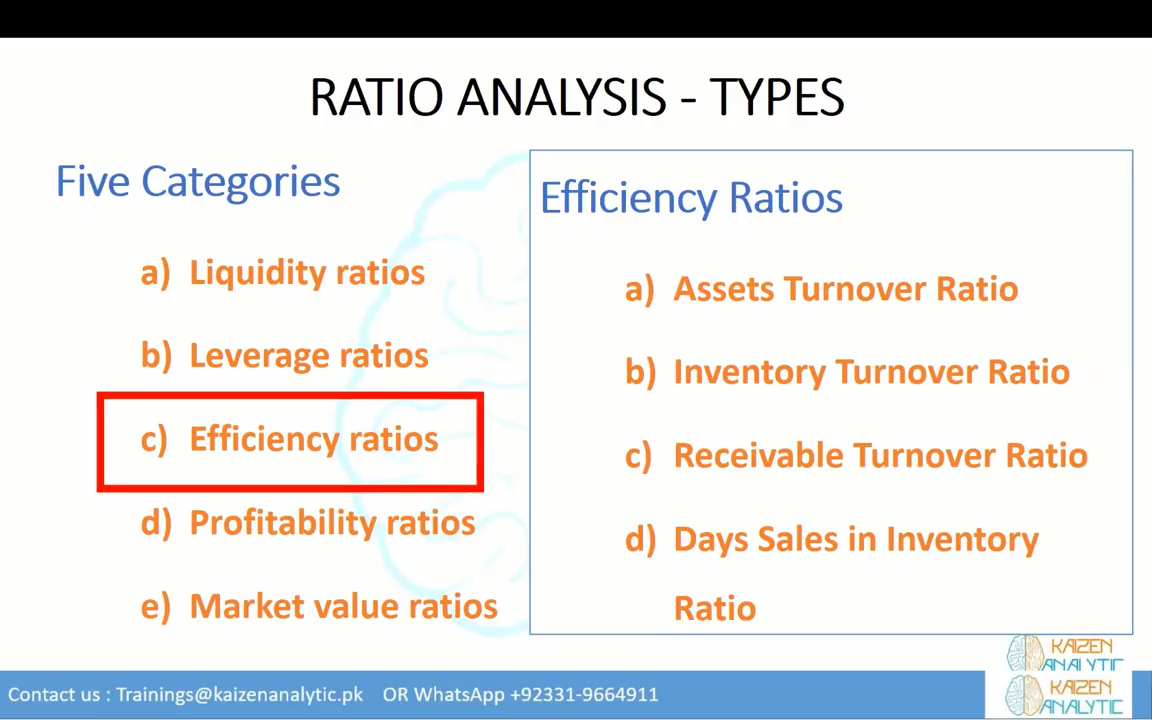 RATIO ANALYSIS - TYPES
Five Categories
a) Liquidity ratios
b) Leverage ratios
c) Efficiency ratios
d) Profitability ratios
e) Market value ratios
Efficiency Ratios
a) Assets Turnover Ratio
b) Inventory Turnover Ratio
c) Receivable Turnover Ratio
d) Days Sales in Inventory
Ratio
KAIZEN
ANALYTIC
KAIZEN
ANALYTIC
Contact us : Trainings@kaizenanalytic.pk OR WhatsApp +92331-9664911